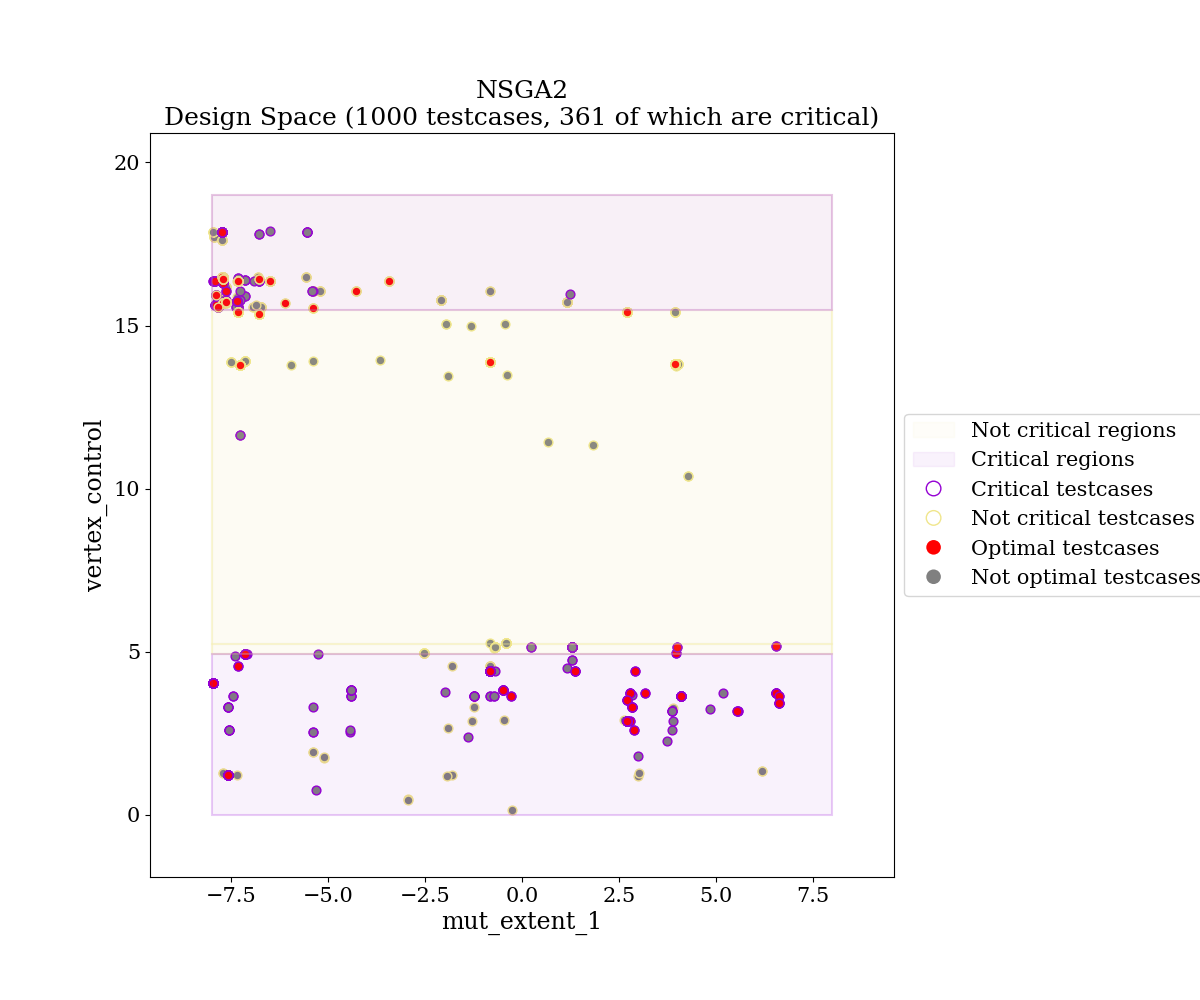 NSGA2
Design Space (1000 testcases, 361 of which are critical)
20
15
10
5
0
vertex_control
−7.5
−5.0
−2.5
0.0
2.5
5.0
7.5
mut_extent_1
Not critical regions
Critical regions
Critical testcases
Not critical testcases
Optimal testcases
Not optimal testcases